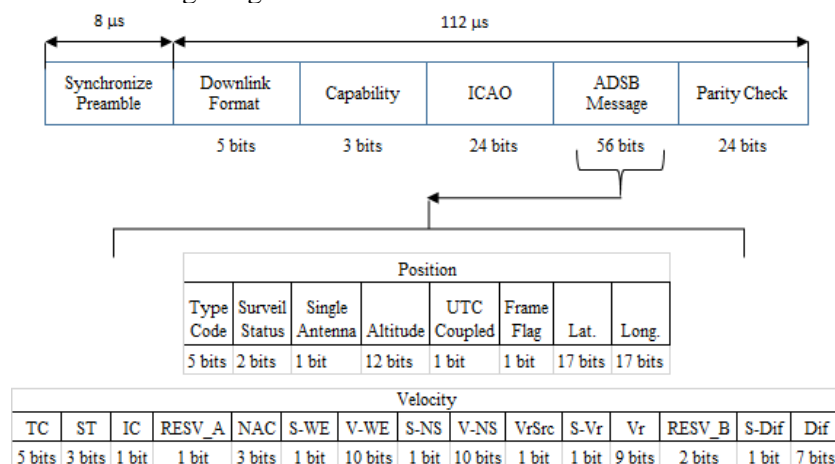 8 μs 112 μs
Synchronize Preamble Downlink Format Capability ICAO ADSB Message Parity Check
5 bits 3 bits 24 bits 56 bits 24 bits
Position
Type Code Surveil Status Single Antenna Altitude UTC Coupled Frame Flag Lat. Long.
5 bits 2 bits 1 bit 12 bits 1 bit 1 bit 17 bits 17 bits
Velocity
TC ST IC RESV_A NAC S-WE V-WE S-NS V-NS VrSrc S-Vr Vr RESV_B S-Dif Dif
5 bits 3 bits 1 bit 1 bit 3 bits 1 bit 10 bits 1 bit 10 bits 1 bit 1 bit 9 bits 2 bits 1 bit 7 bits